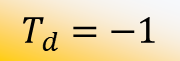 T_d = −1